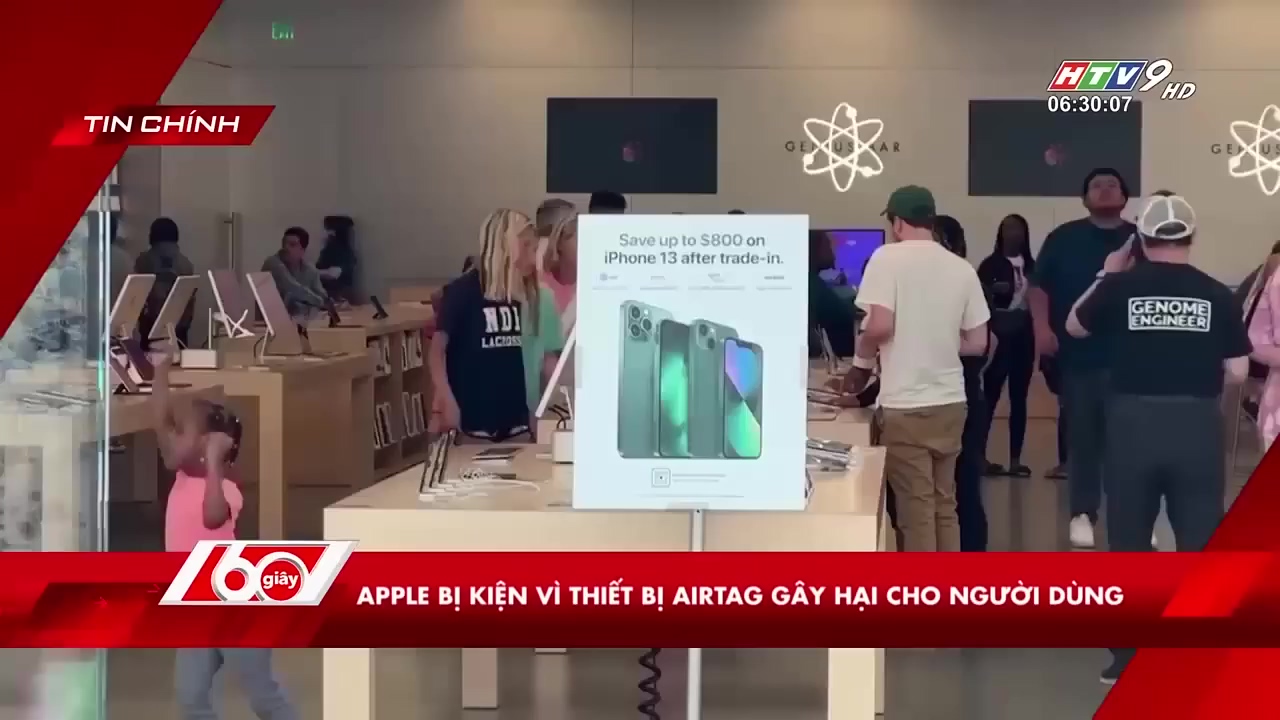 EXIT
HTV9 HD
06:30:07
TIN CHÍNH
GENIUS BAR
Save up to $800 on
iPhone 13 after trade-in.
NDI
LACROSSE
GENOME
ENGINEER
60 giây
APPLE BỊ KIỆN VÌ THIẾT BỊ AIRTAG GÂY HẠI CHO NGƯỜI DÙNG